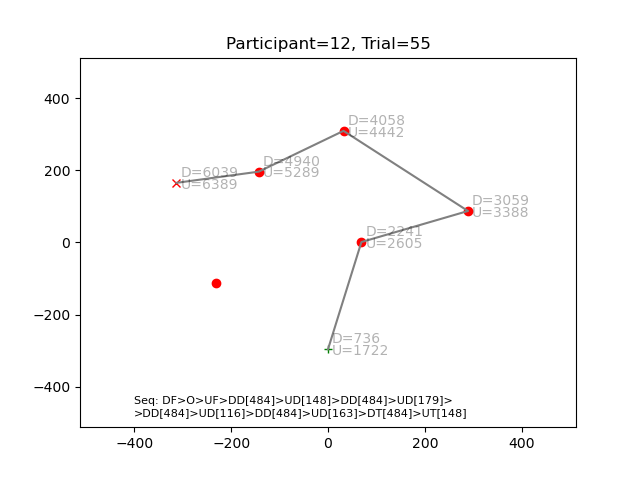 Participant=12, Trial=55
D=4058
U=4442
D=4940
U=5289
D=6039
U=6389
D=3059
U=3388
D=2241
U=2605
D=736
U=1722
Seq: DF>O>UF>DD[484]>UD[148]>DD[484]>UD[179]>
>DD[484]>UD[116]>DD[484]>UD[163]>DT[484]>UT[148]
400
200
0
−200
−400
−400
−200
0
200
400